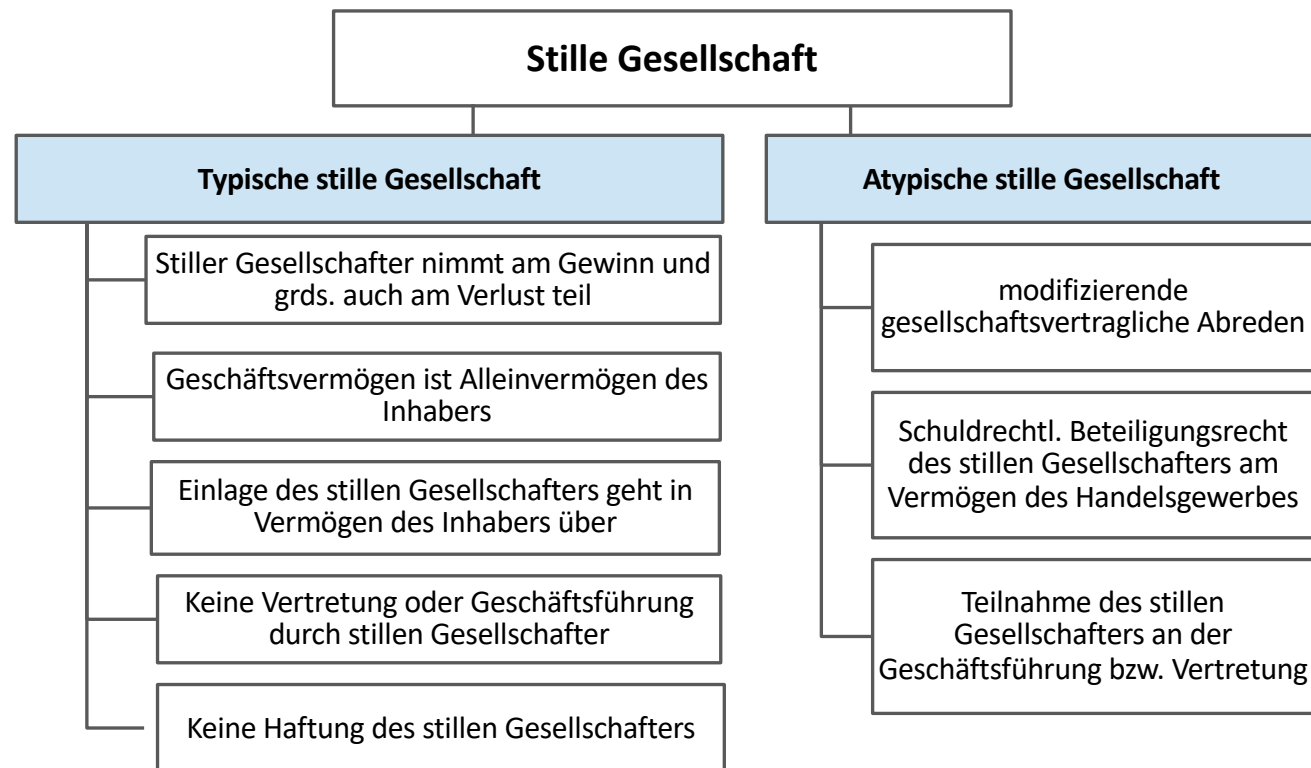 Stille Gesellschaft
Typische stille Gesellschaft
Stiller Gesellschafter nimmt am Gewinn und
grds. auch am Verlust teil
Geschäftsvermögen ist Alleinvermögen des
Inhabers
Einlage des stillen Gesellschafters geht in
Vermögen des Inhabers über
Keine Vertretung oder Geschäftsführung
durch stillen Gesellschafter
Keine Haftung des stillen Gesellschafters
Atypische stille Gesellschaft
modifizierende
gesellschaftsvertragliche Abreden
Schuldrechtl. Beteiligungsrecht
des stillen Gesellschafters am
Vermögen des Handelsgewerbes
Teilnahme des stillen
Gesellschafters an der
Geschäftsführung bzw. Vertretung